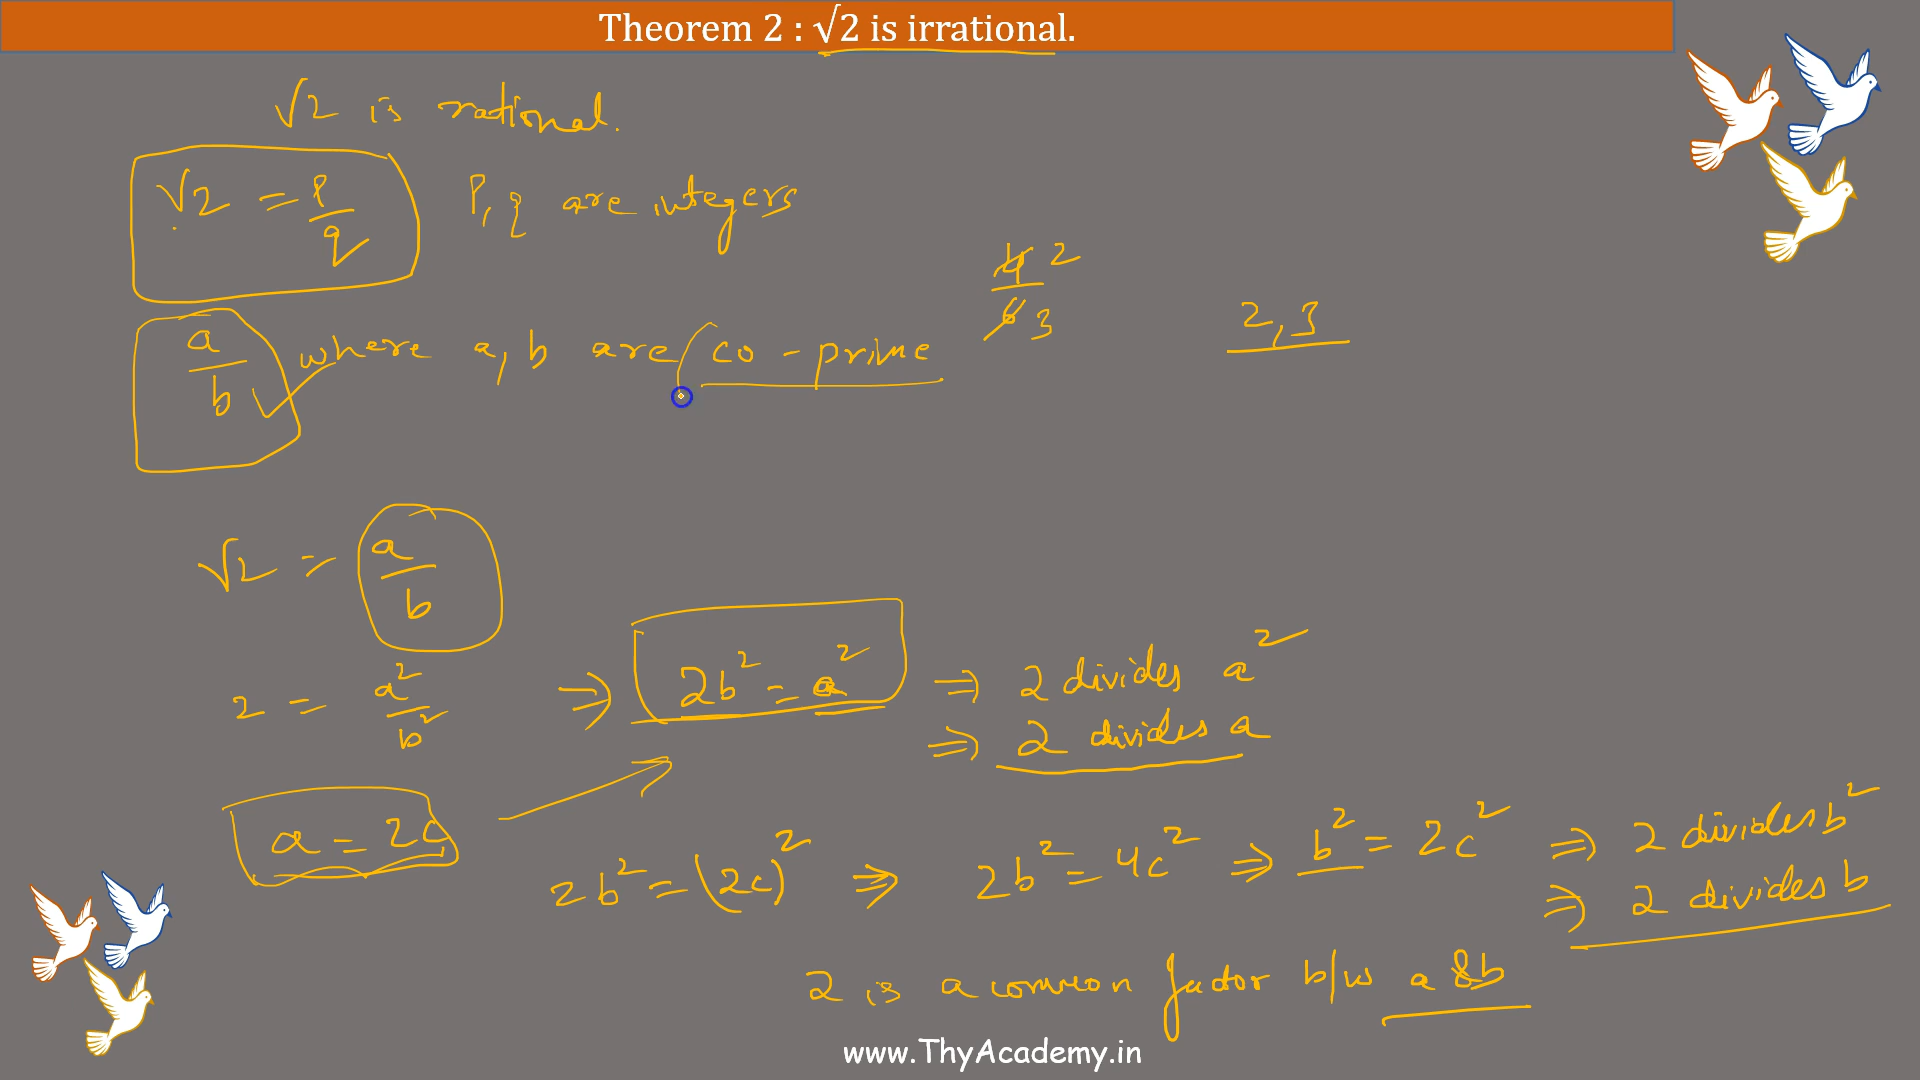 Theorem 2 : √2 is irrational.
√2 is rational.
√2 = p/q   P, q are integers
4/6 2/3
2, 3
a/b where a, b are co-prime
√2 = a/b
2 = a²/b² ⇒ 2b² = a² ⇒ 2 divides a²
⇒ 2 divides a
a = 2c
2b² = (2c)² ⇒ 2b² = 4c² ⇒ b² = 2c² ⇒ 2 divides b²
⇒ 2 divides b
2 is a common factor b/w a & b
www.ThyAcademy.in